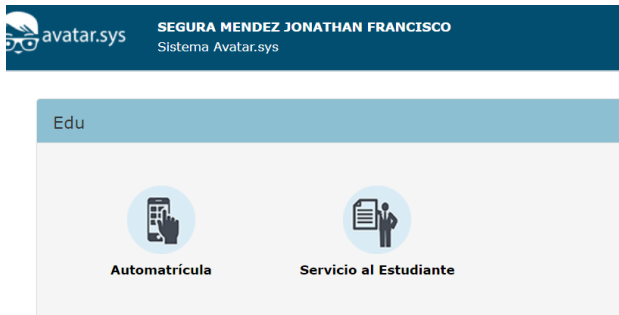 avatar.sys
SEGURA MENDEZ JONATHAN FRANCISCO
Sistema Avatar.sys
Edu
Automatrícula
Servicio al Estudiante